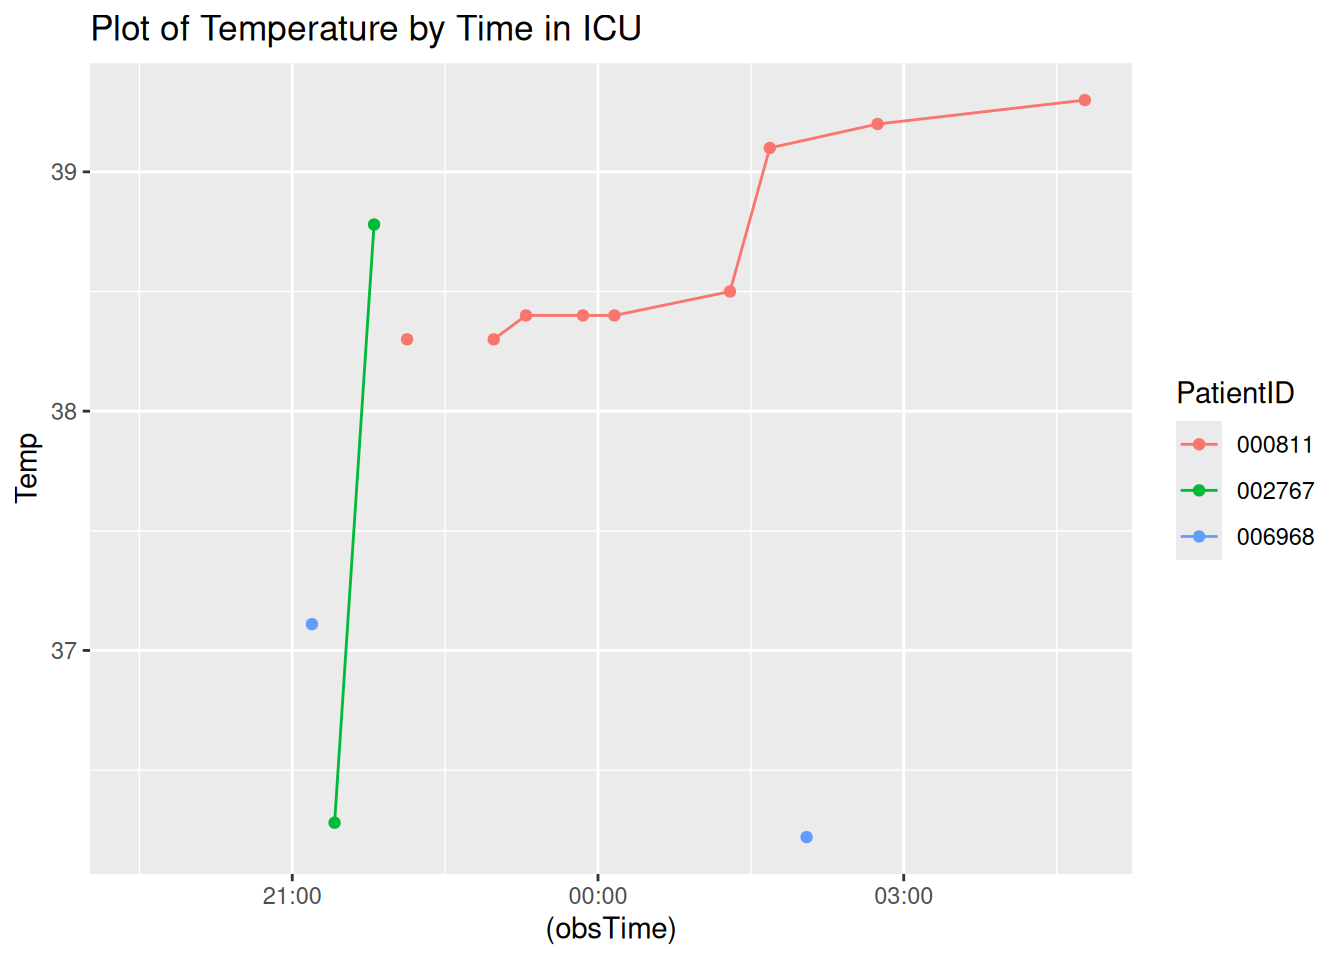 Plot of Temperature by Time in ICU
39
38
37
Temp
21:00
00:00
03:00
(obsTime)
PatientID
000811
002767
006968